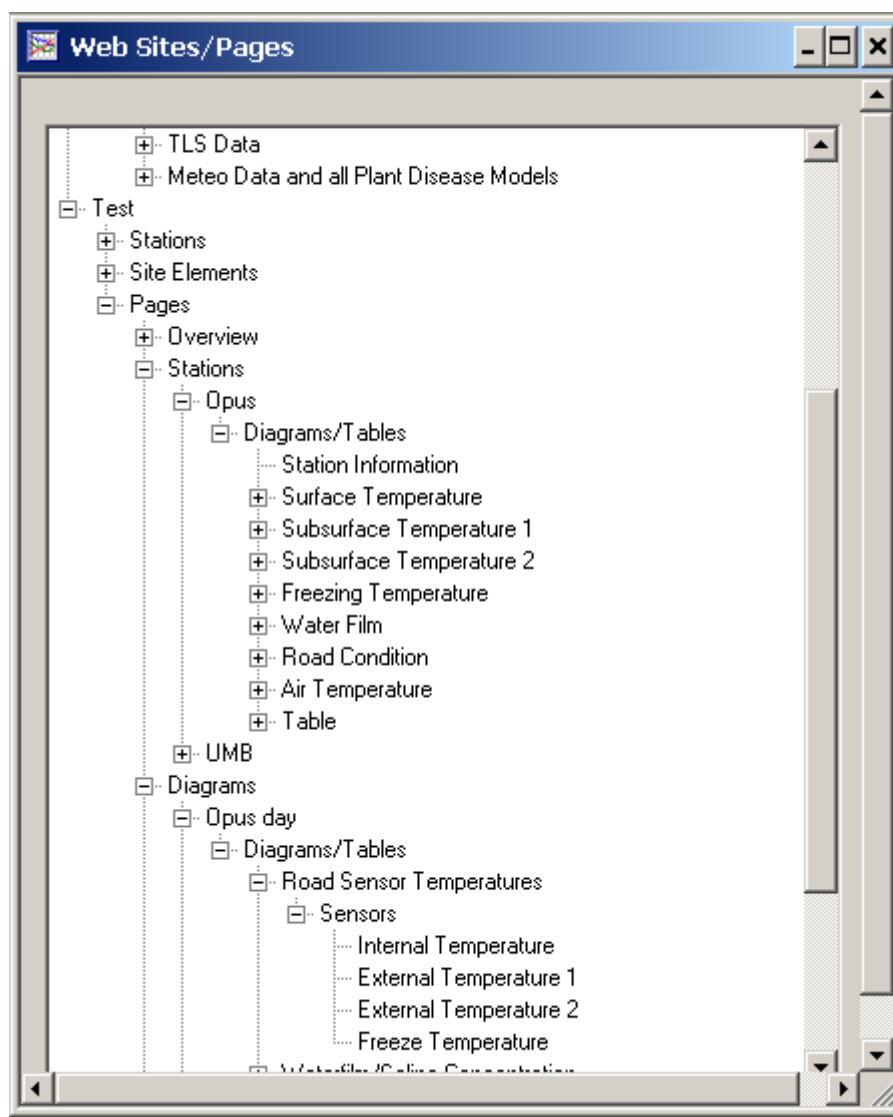 Web Sites/Pages
TLS Data
Meteo Data and all Plant Disease Models
Test
Stations
Site Elements
Pages
Overview
Stations
Opus
Diagrams/Tables
Station Information
Surface Temperature
Subsurface Temperature 1
Subsurface Temperature 2
Freezing Temperature
Water Film
Road Condition
Air Temperature
Table
UMB
Diagrams
Opus day
Diagrams/Tables
Road Sensor Temperatures
Sensors
Internal Temperature
External Temperature 1
External Temperature 2
Freeze Temperature
Waterfilm/Saline Concentration